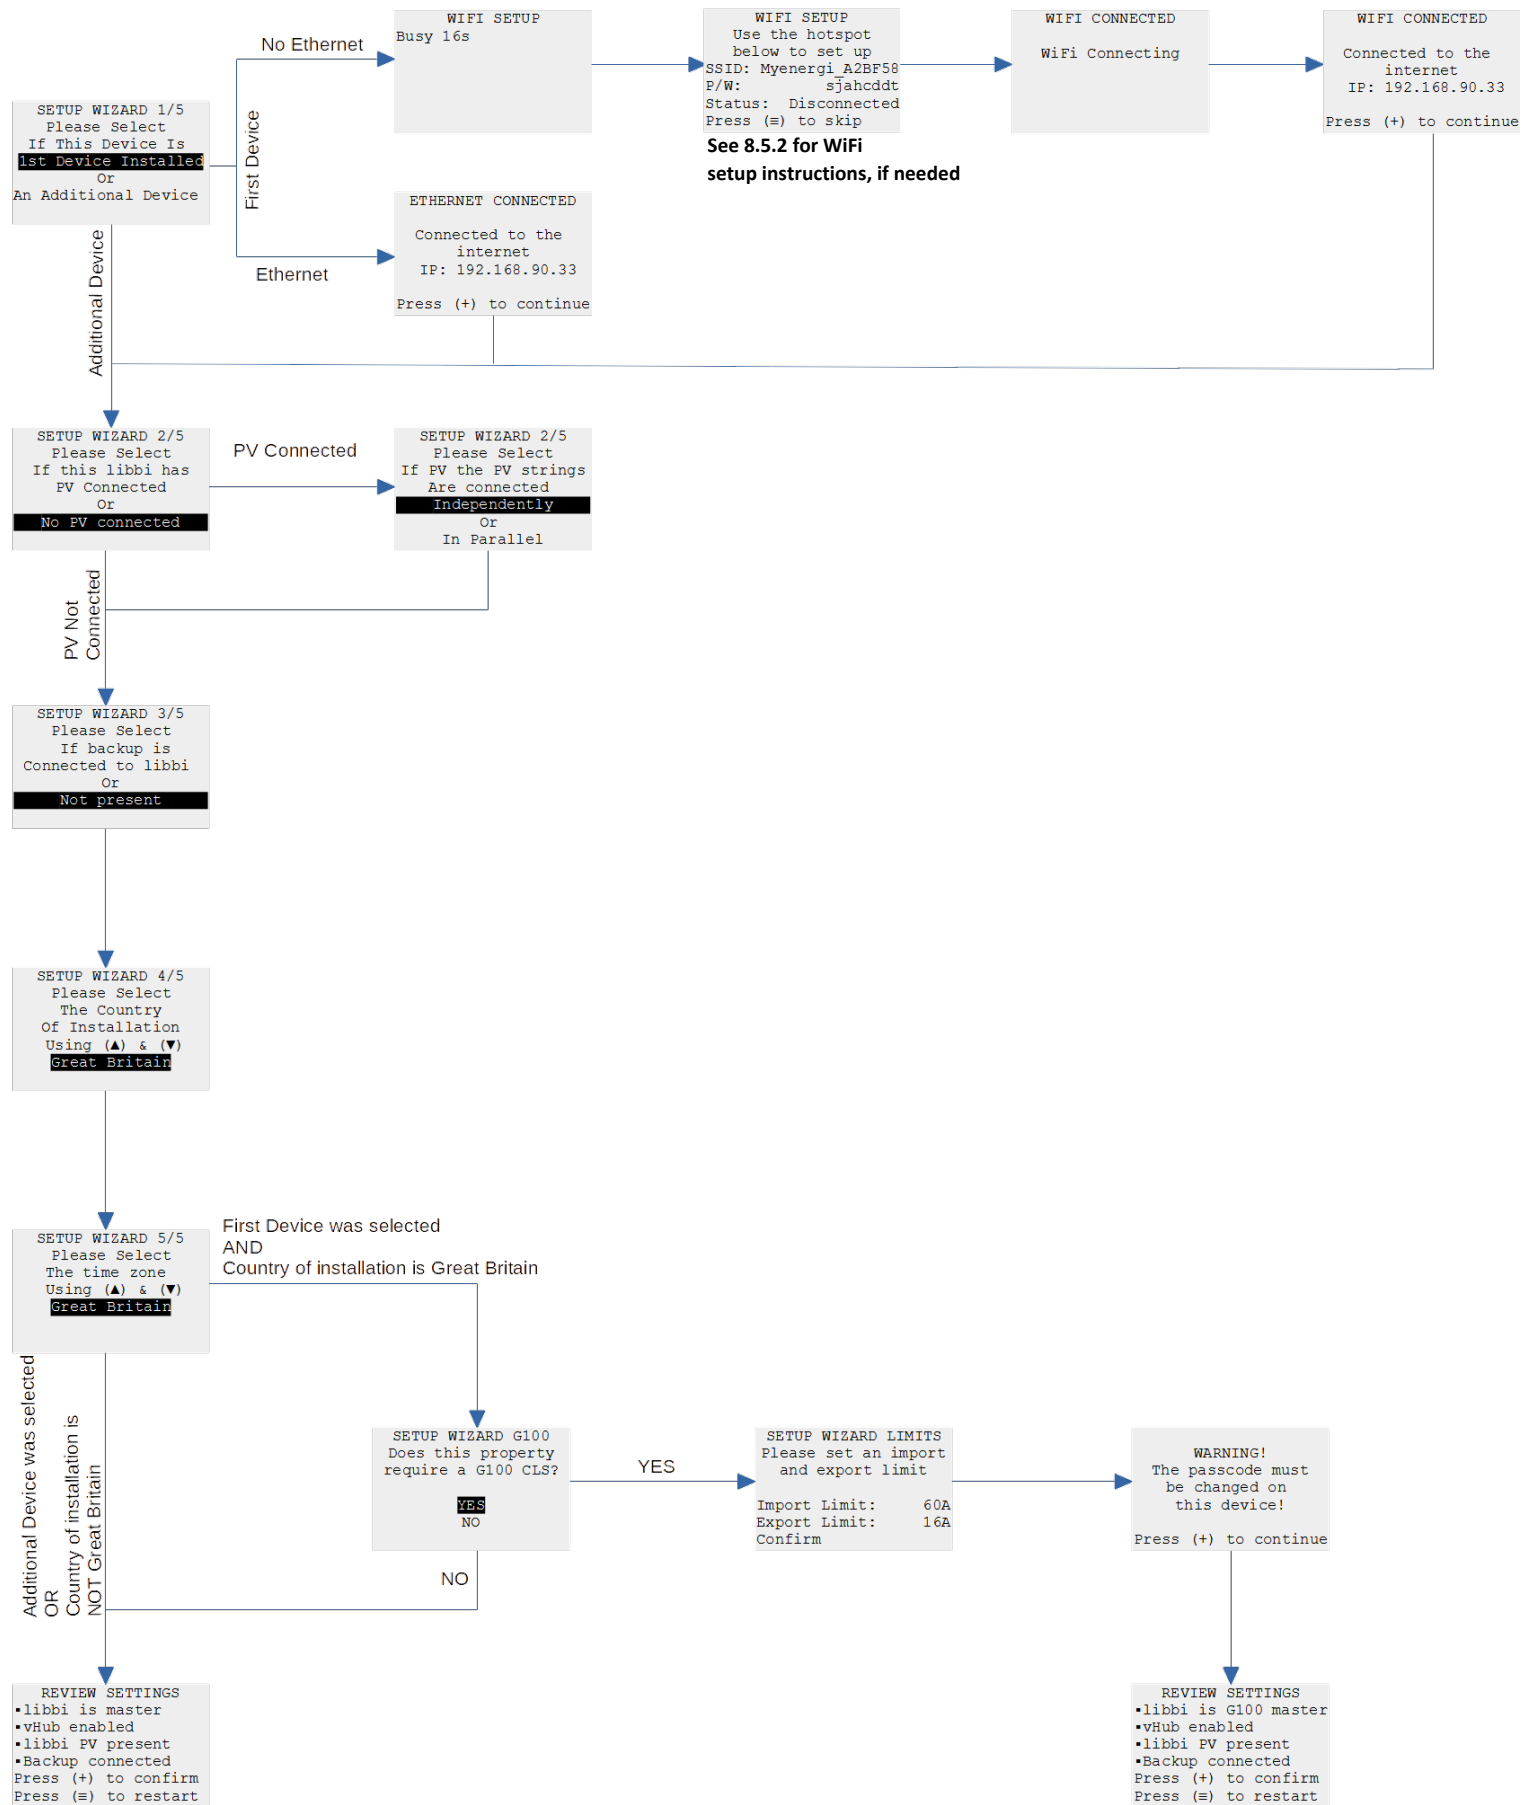 WIFI SETUP
Busy 16s
WIFI SETUP
Use the hotspot
below to set up
SSID: Myenergi_A2BF58
P/W: sjahcddt
Status: Disconnected
Press (≡) to skip
WIFI CONNECTED
WiFi Connecting
WIFI CONNECTED
Connected to the
internet
IP: 192.168.90.33
Press (+) to continue
No Ethernet
SETUP WIZARD 1/5
Please Select
If This Device Is
1st Device Installed
Or
An Additional Device
First Device
See 8.5.2 for WiFi
setup instructions, if needed
ETHERNET CONNECTED
Connected to the
internet
IP: 192.168.90.33
Press (+) to continue
Ethernet
Additional Device
SETUP WIZARD 2/5
Please Select
If this libbi has
PV Connected
Or
No PV connected
PV Connected
SETUP WIZARD 2/5
Please Select
If PV the PV strings
Are connected
Independently
Or
In Parallel
PV Not
Connected
SETUP WIZARD 3/5
Please Select
If backup is
Connected to libbi
Or
Not present
SETUP WIZARD 4/5
Please Select
The Country
Of Installation
Using (▲) & (▼)
Great Britain
SETUP WIZARD 5/5
Please Select
The time zone
Using (▲) & (▼)
Great Britain
First Device was selected
AND
Country of installation is Great Britain
Additional Device was selected
OR
Country of installation is
NOT Great Britain
SETUP WIZARD G100
Does this property
require a G100 CLS?
YES
NO
YES
NO
SETUP WIZARD LIMITS
Please set an import
and export limit
Import Limit: 60A
Export Limit: 16A
Confirm
WARNING!
The passcode must
be changed on
this device!
Press (+) to continue
REVIEW SETTINGS
▪libbi is master
▪vHub enabled
▪libbi PV present
▪Backup connected
Press (+) to confirm
Press (≡) to restart
REVIEW SETTINGS
▪libbi is G100 master
▪vHub enabled
▪libbi PV present
▪Backup connected
Press (+) to confirm
Press (≡) to restart